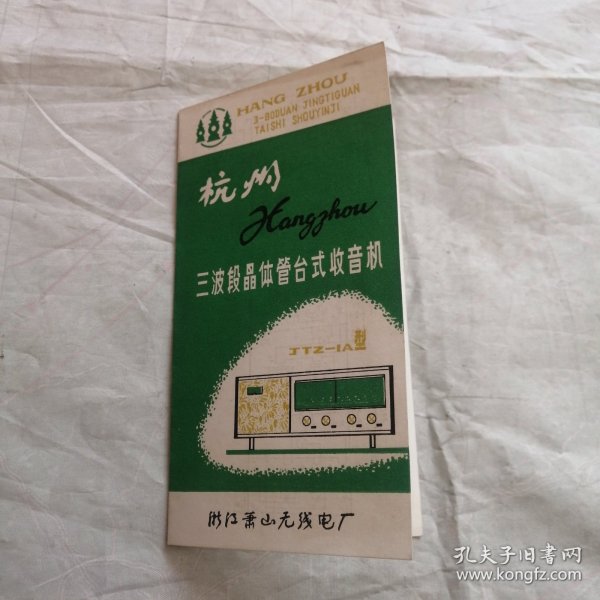 HANG ZHOU
3-BODUAN JINGTIGUAN
TAISHI SHOUYINJI
杭州
Hangzhou
三波段晶体管台式收音机
JTZ-1A型
浙江萧山无线电厂
孔夫子旧书网
www.kongfz.com